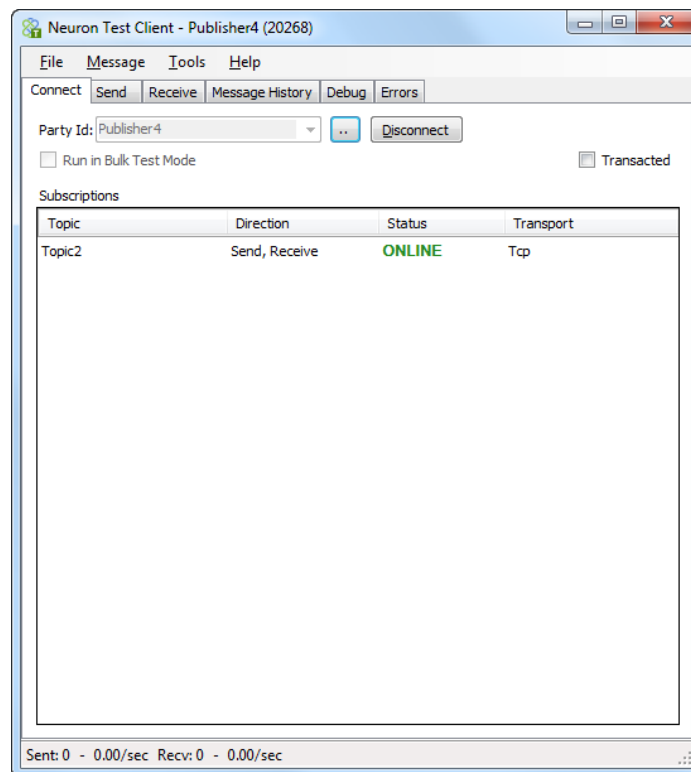 Neuron Test Client - Publisher4 (20268)
File Message Tools Help
Connect Send Receive Message History Debug Errors
Party Id: Publisher4 .. Disconnect
Run in Bulk Test Mode Transacted
Subscriptions
Topic Direction Status Transport
Topic2 Send, Receive ONLINE Tcp
Sent: 0 - 0.00/sec Recv: 0 - 0.00/sec